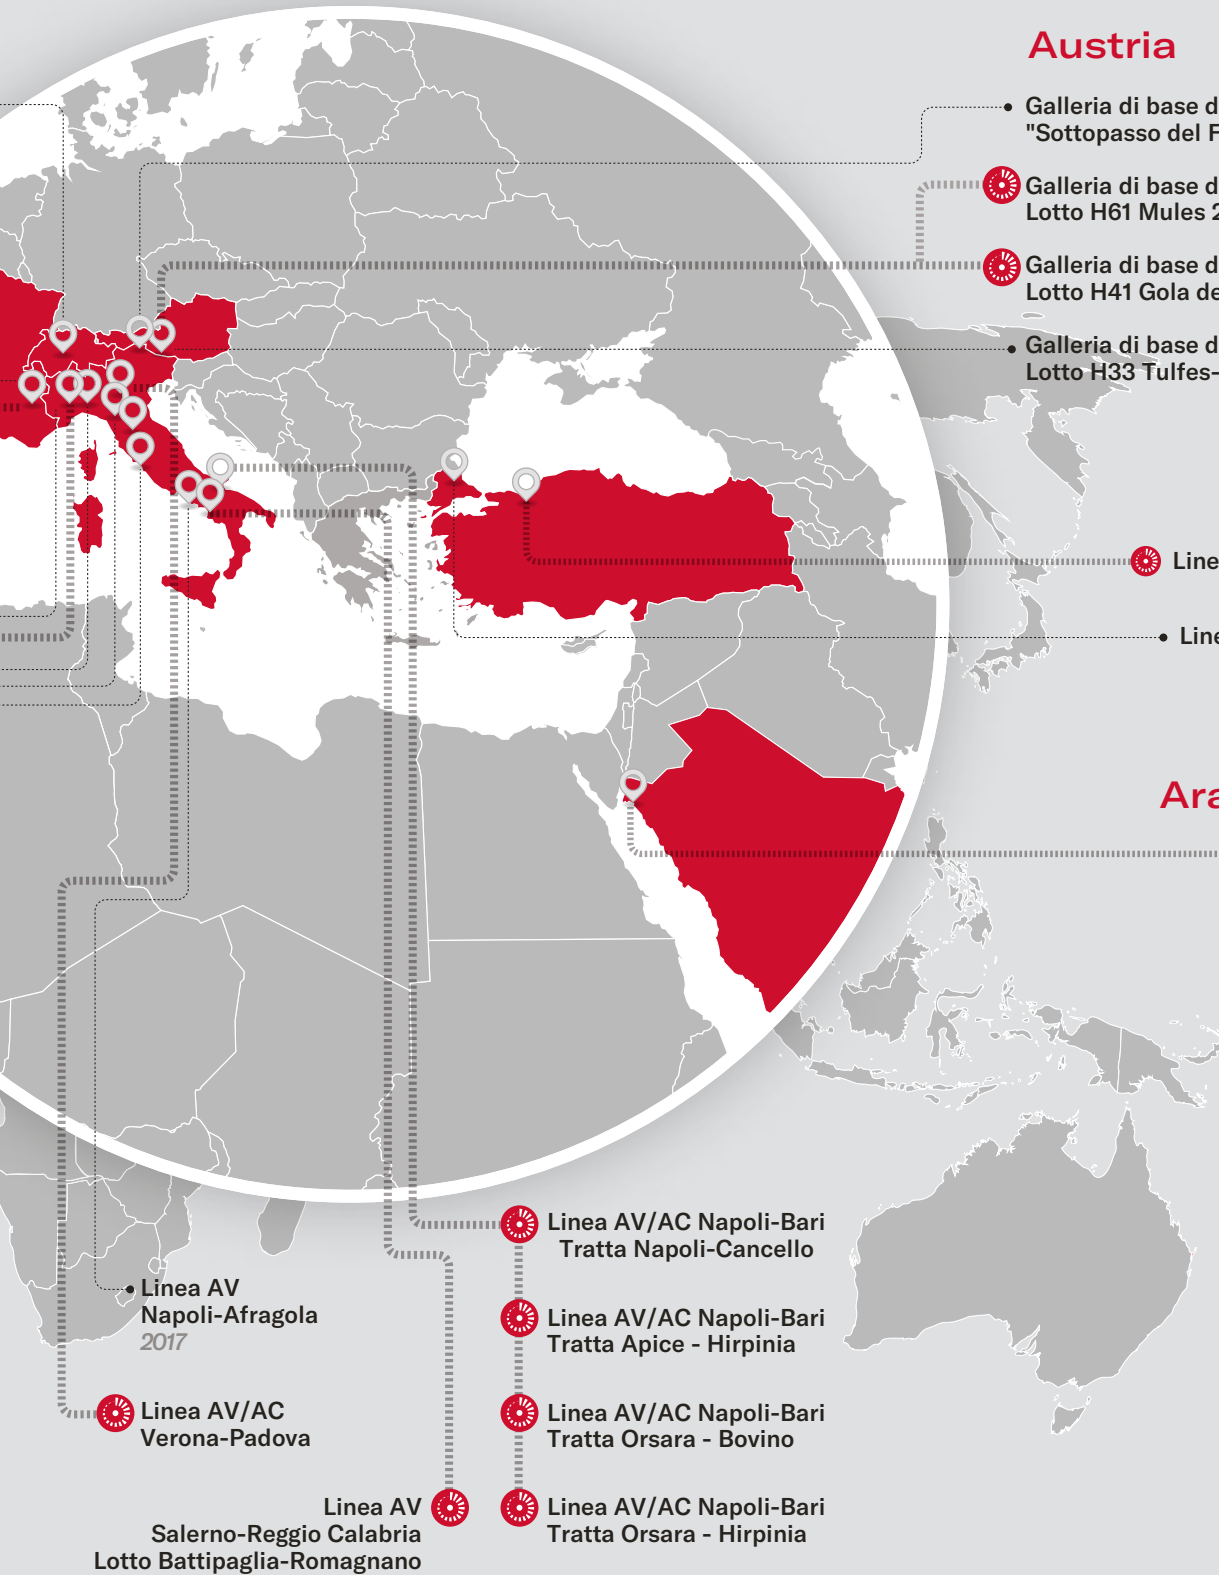 Austria
Galleria di base d
"Sottopasso del F
Galleria di base d
Lotto H61 Mules 2
Galleria di base d
Lotto H41 Gola de
Galleria di base d
Lotto H33 Tulfes-
Line
Line
Ara
Linea AV/AC Napoli-Bari
Tratta Napoli-Cancello
Linea AV
Napoli-Afragola
2017
Linea AV/AC Napoli-Bari
Tratta Apice - Hirpinia
Linea AV/AC
Verona-Padova
Linea AV/AC Napoli-Bari
Tratta Orsara - Bovino
Linea AV
Salerno-Reggio Calabria
Lotto Battipaglia-Romagnano
Linea AV/AC Napoli-Bari
Tratta Orsara - Hirpinia